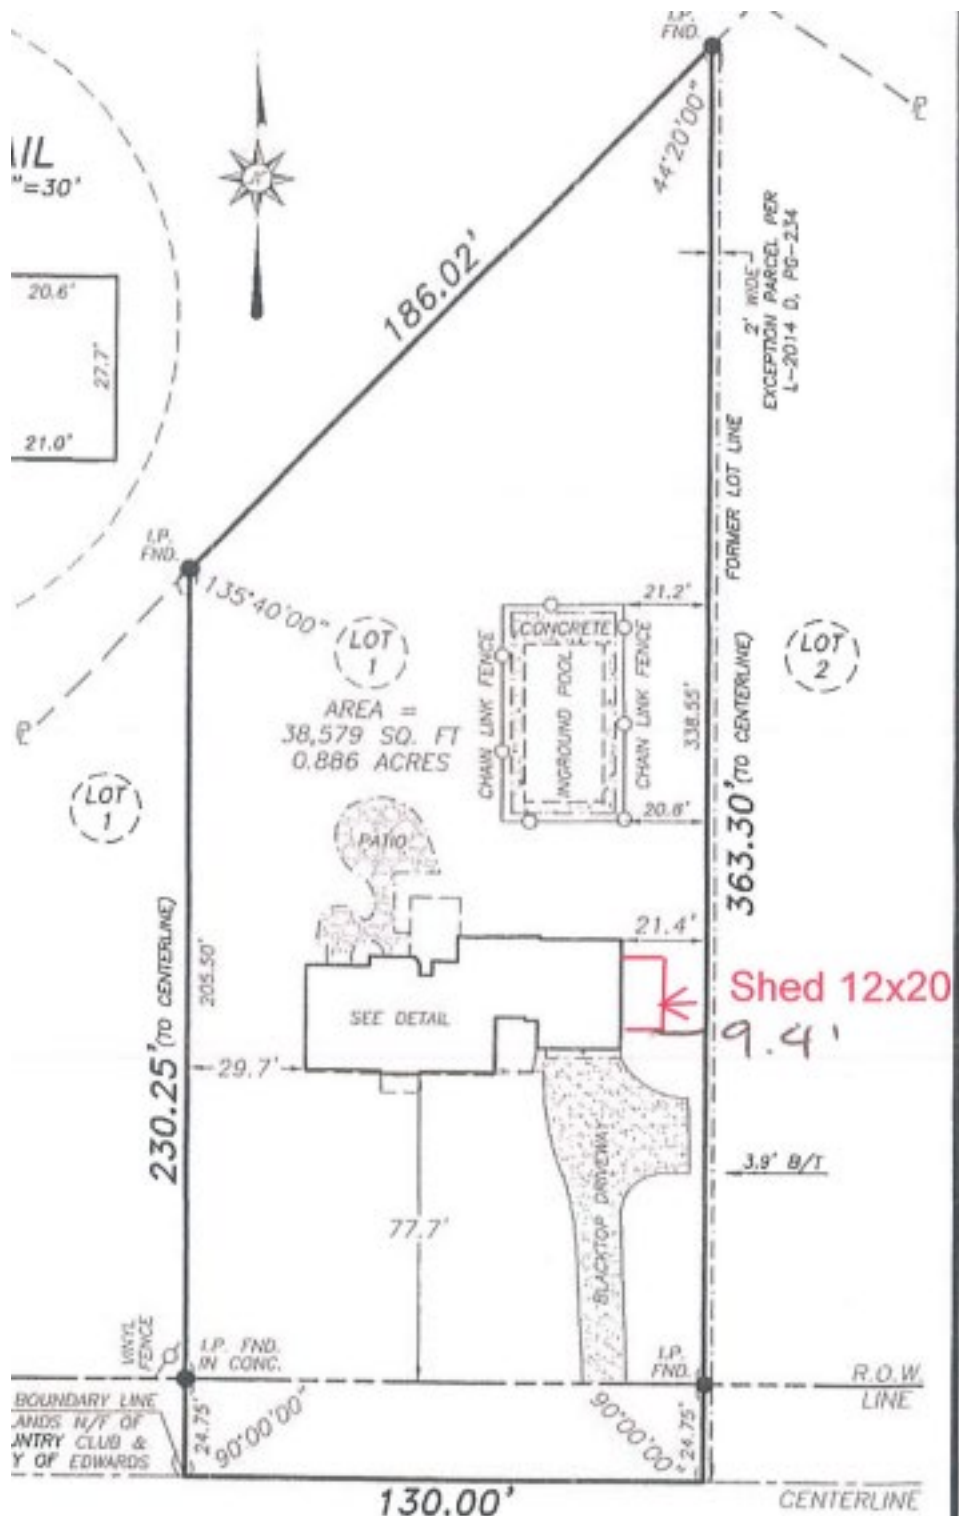 I.P.
FND.
44°20'00"
℄
AIL
"=30'
N
20.6'
27.7'
21.0'
186.02'
2' WIDE
EXCEPTION PARCEL PER
L-2014 D, PG-234
FORMER LOT LINE
I.P.
FND.
135°40'00"
LOT
1
AREA =
38,579 SQ. FT
0.886 ACRES
CHAIN LINK FENCE
CONCRETE
INGROUND POOL
CHAIN LINK FENCE
21.2'
338.55'
20.8'
363.30' (TO CENTERLINE)
LOT
2
LOT
1
PATIO
230.25' (TO CENTERLINE)
205.50'
21.4'
Shed 12x20
9.4'
SEE DETAIL
29.7'
77.7'
BLACKTOP DRIVEWAY
3.9' B/T
VINYL
FENCE
I.P. FND.
IN CONC.
I.P.
FND.
R.O.W.
LINE
BOUNDARY LINE
ANDS N/F OF
NTRY CLUB &
Y OF EDWARDS
24.75'
90°00'00"
90°00'00"
24.75'
130.00'
CENTERLINE